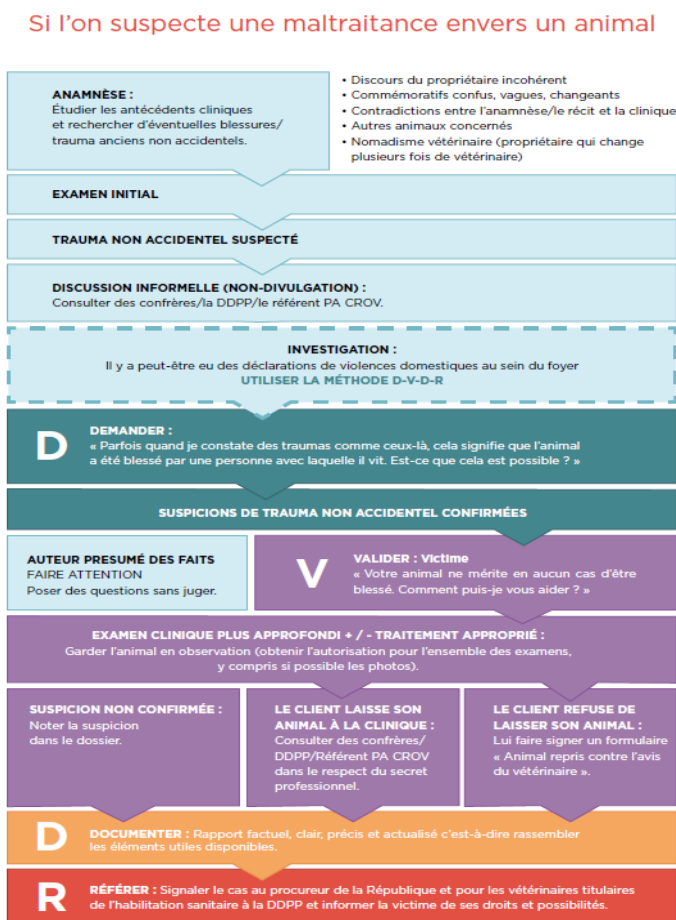 Si l'on suspecte une maltraitance envers un animal
ANAMNÈSE :
Étudier les antécédents cliniques
et rechercher d'éventuelles blessures/
trauma anciens non accidentels.
• Discours du propriétaire incohérent
• Commémoratifs confus, vagues, changeants
• Contradictions entre l'anamnèse/le récit et la clinique
• Autres animaux concernés
• Nomadisme vétérinaire (propriétaire qui change
plusieurs fois de vétérinaire)
EXAMEN INITIAL
TRAUMA NON ACCIDENTEL SUSPECTÉ
DISCUSSION INFORMELLE (NON-DIVULGATION) :
Consulter des confrères/la DDPP/le référent PA CROV.
INVESTIGATION :
Il y a peut-être eu des déclarations de violences domestiques au sein du foyer
UTILISER LA MÉTHODE D-V-D-R
D
DEMANDER :
« Parfois quand je constate des traumas comme ceux-là, cela signifie que l'animal
a été blessé par une personne avec laquelle il vit. Est-ce que cela est possible ? »
SUSPICIONS DE TRAUMA NON ACCIDENTEL CONFIRMÉES
AUTEUR PRESUMÉ DES FAITS
FAIRE ATTENTION
Poser des questions sans juger.
V
VALIDER : Victime
« Votre animal ne mérite en aucun cas d'être
blessé. Comment puis-je vous aider ? »
EXAMEN CLINIQUE PLUS APPROFONDI + / - TRAITEMENT APPROPRIÉ :
Garder l'animal en observation (obtenir l'autorisation pour l'ensemble des examens,
y compris si possible les photos).
SUSPICION NON CONFIRMÉE :
Noter la suspicion
dans le dossier.
LE CLIENT LAISSE SON
ANIMAL À LA CLINIQUE :
Consulter des confrères/
DDPP/Référent PA CROV
dans le respect du secret
professionnel.
LE CLIENT REFUSE DE
LAISSER SON ANIMAL :
Lui faire signer un formulaire
« Animal repris contre l'avis
du vétérinaire ».
D
DOCUMENTER : Rapport factuel, clair, précis et actualisé c'est-à-dire rassembler
les éléments utiles disponibles.
R
RÉFÉRER : Signaler le cas au procureur de la République et pour les vétérinaires titulaires
de l'habilitation sanitaire à la DDPP et informer la victime de ses droits et possibilités.